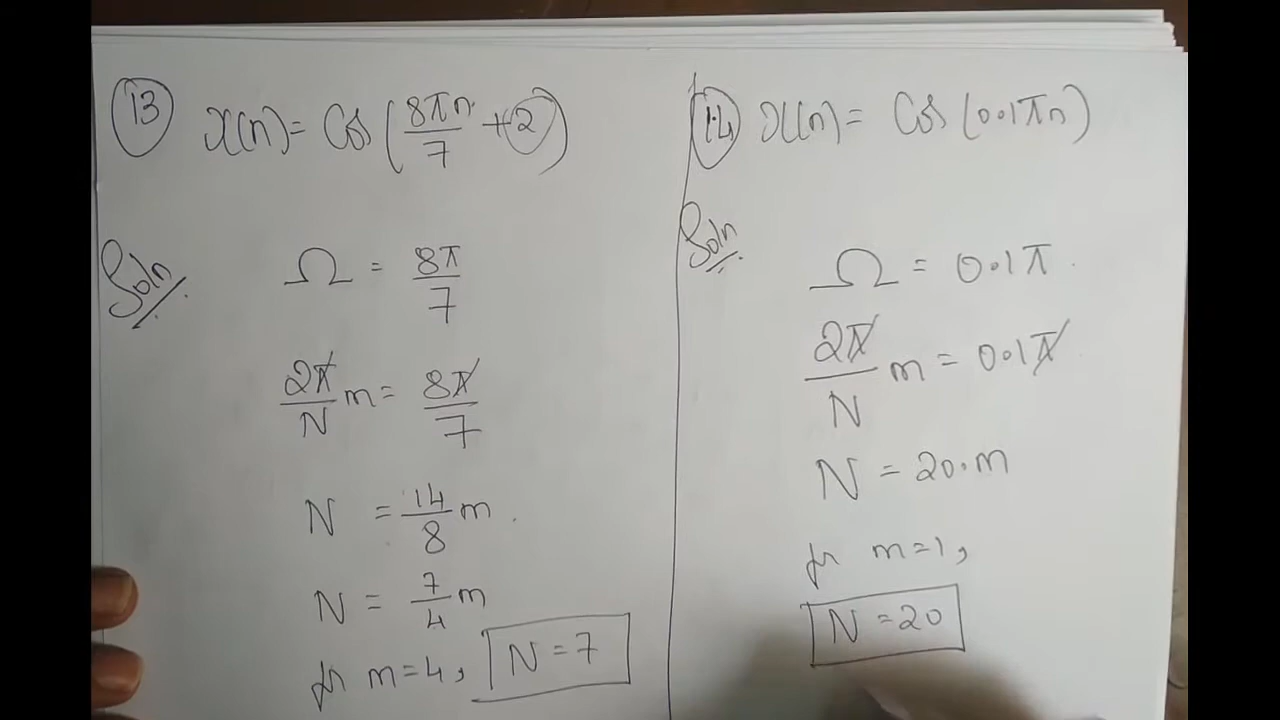 13 x(n) = Cos(8πn/7 + 2)
Soln
Ω = 8π/7
2π/N m = 8π/7
N = 14/8 m
N = 7/4 m
for m=4, N = 7
14 x(n) = Cos(0.1πn)
Soln
Ω = 0.1π
2π/N m = 0.1π
N = 20.m
for m=1,
N = 20